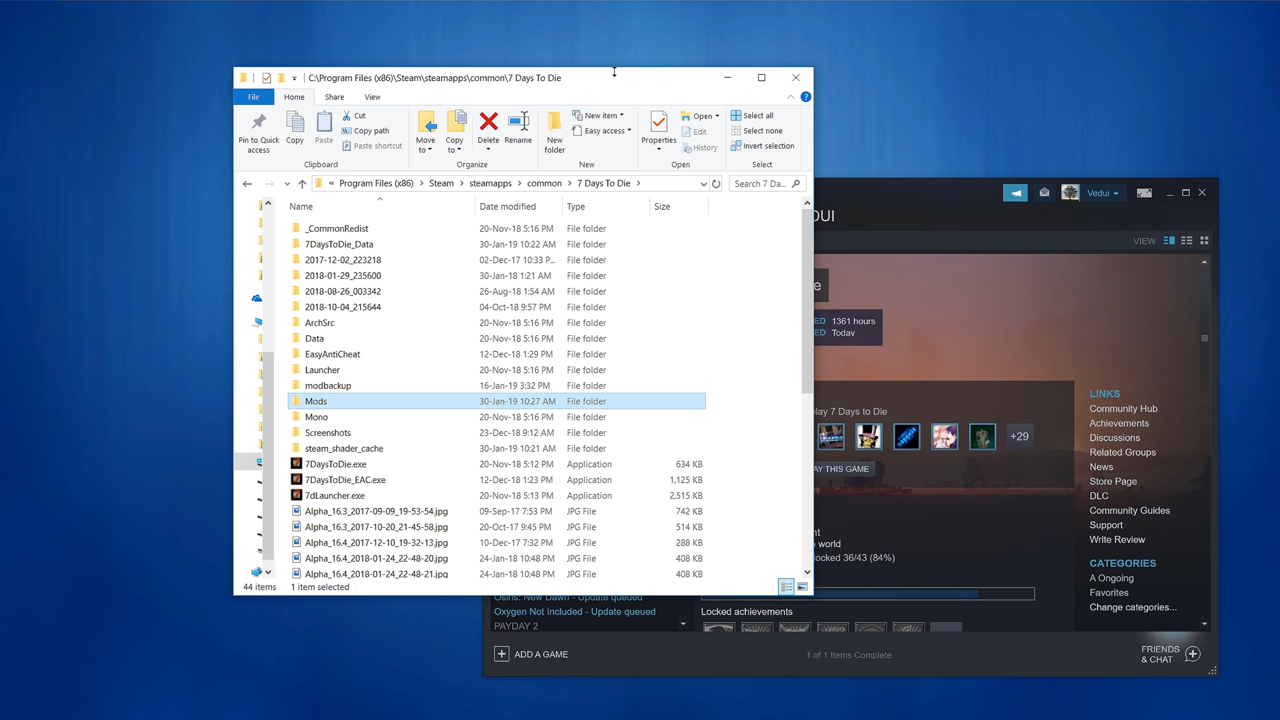 C:\Program Files (x86)\Steam\steamapps\common\7 Days To Die
File Home Share View
Pin to Quick access
Copy
Paste
Cut
Copy path
Paste shortcut
Clipboard
Move to
Copy to
Delete
Rename
Organize
New folder
New item
Easy access
New
Properties
Open
Edit
History
Open
Select all
Select none
Invert selection
Select
« Program Files (x86) > Steam > steamapps > common > 7 Days To Die >
Search 7 Da...
Name Date modified Type Size
_CommonRedist 20-Nov-18 5:16 PM File folder
7DaysToDie_Data 30-Jan-19 10:22 AM File folder
2017-12-02_223218 02-Dec-17 10:33 P... File folder
2018-01-29_235600 30-Jan-18 1:21 AM File folder
2018-08-26_003342 26-Aug-18 1:54 AM File folder
2018-10-04_215644 04-Oct-18 9:57 PM File folder
ArchSrc 20-Nov-18 5:16 PM File folder
Data 20-Nov-18 5:16 PM File folder
EasyAntiCheat 12-Dec-18 1:29 PM File folder
Launcher 20-Nov-18 5:16 PM File folder
modbackup 16-Jan-19 3:32 PM File folder
Mods 30-Jan-19 10:27 AM File folder
Mono 20-Nov-18 5:16 PM File folder
Screenshots 23-Dec-18 9:12 AM File folder
steam_shader_cache 30-Jan-19 10:21 AM File folder
7DaysToDie.exe 20-Nov-18 5:12 PM Application 634 KB
7DaysToDie_EAC.exe 12-Dec-18 1:23 PM Application 1,125 KB
7dLauncher.exe 20-Nov-18 5:13 PM Application 2,515 KB
Alpha_16.3_2017-09-09_19-53-54.jpg 09-Sep-17 7:53 PM JPG File 742 KB
Alpha_16.3_2017-10-20_21-45-58.jpg 20-Oct-17 9:45 PM JPG File 514 KB
Alpha_16.4_2017-12-10_19-32-13.jpg 10-Dec-17 7:32 PM JPG File 288 KB
Alpha_16.4_2018-01-24_22-48-20.jpg 24-Jan-18 10:48 PM JPG File 408 KB
Alpha_16.4_2018-01-24_22-48-21.jpg 24-Jan-18 10:48 PM JPG File 408 KB
44 items 1 item selected
Vedui
DUI
VIEW
e
ED 1361 hours
ED Today
play 7 Days to Die
+29
AY THIS GAME
nt
e world
locked 36/43 (84%)
LINKS
Community Hub
Achievements
Discussions
Related Groups
News
Store Page
DLC
Community Guides
Support
Write Review
CATEGORIES
A Ongoing
Favorites
Change categories...
Osiris: New Dawn - Update queued
Oxygen Not Included - Update queued
PAYDAY 2
Locked achievements
ADD A GAME
1 of 1 Items Complete
FRIENDS
& CHAT